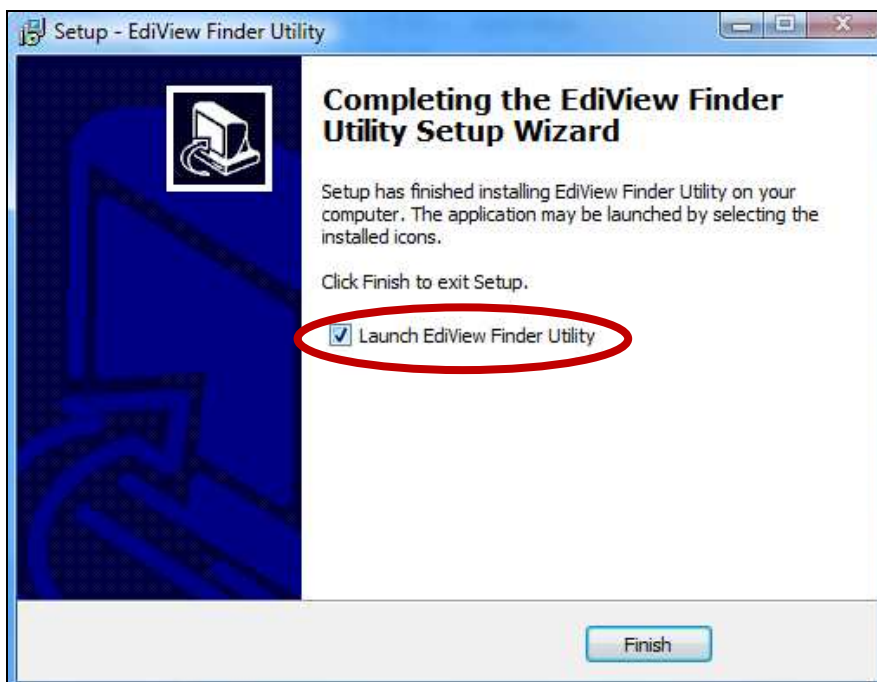 Setup - EdiView Finder Utility
Completing the EdiView Finder
Utility Setup Wizard
Setup has finished installing EdiView Finder Utility on your
computer. The application may be launched by selecting the
installed icons.
Click Finish to exit Setup.
Launch EdiView Finder Utility
Finish